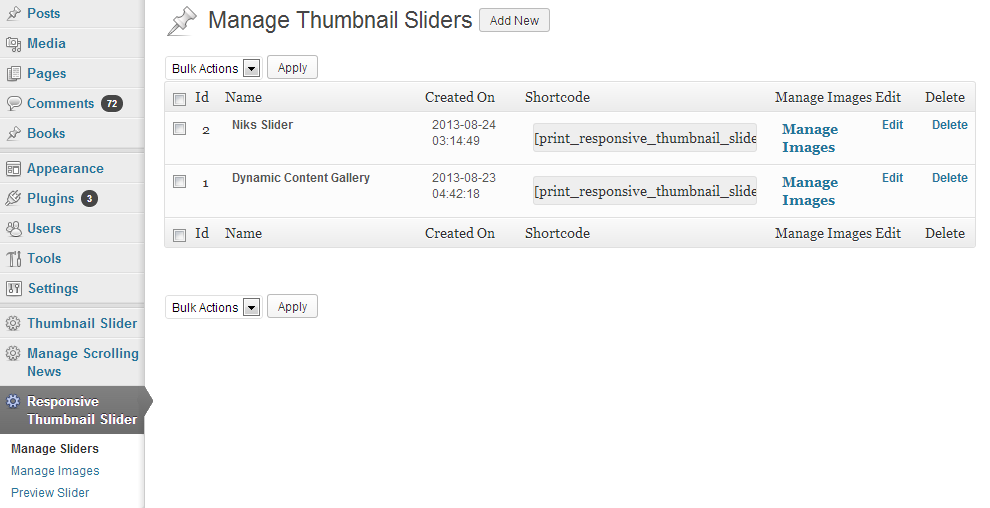 Posts
Media
Pages
Comments 72
Books
Appearance
Plugins 3
Users
Tools
Settings
Thumbnail Slider
Manage Scrolling
News
Responsive
Thumbnail Slider
Manage Sliders
Manage Images
Preview Slider
Manage Thumbnail Sliders Add New
Bulk Actions Apply
Id Name Created On Shortcode Manage Images Edit Delete
2 Niks Slider 2013-08-24 03:14:49 [print_responsive_thumbnail_slide Manage Images Edit Delete
1 Dynamic Content Gallery 2013-08-23 04:42:18 [print_responsive_thumbnail_slide Manage Images Edit Delete
Id Name Created On Shortcode Manage Images Edit Delete
Bulk Actions Apply